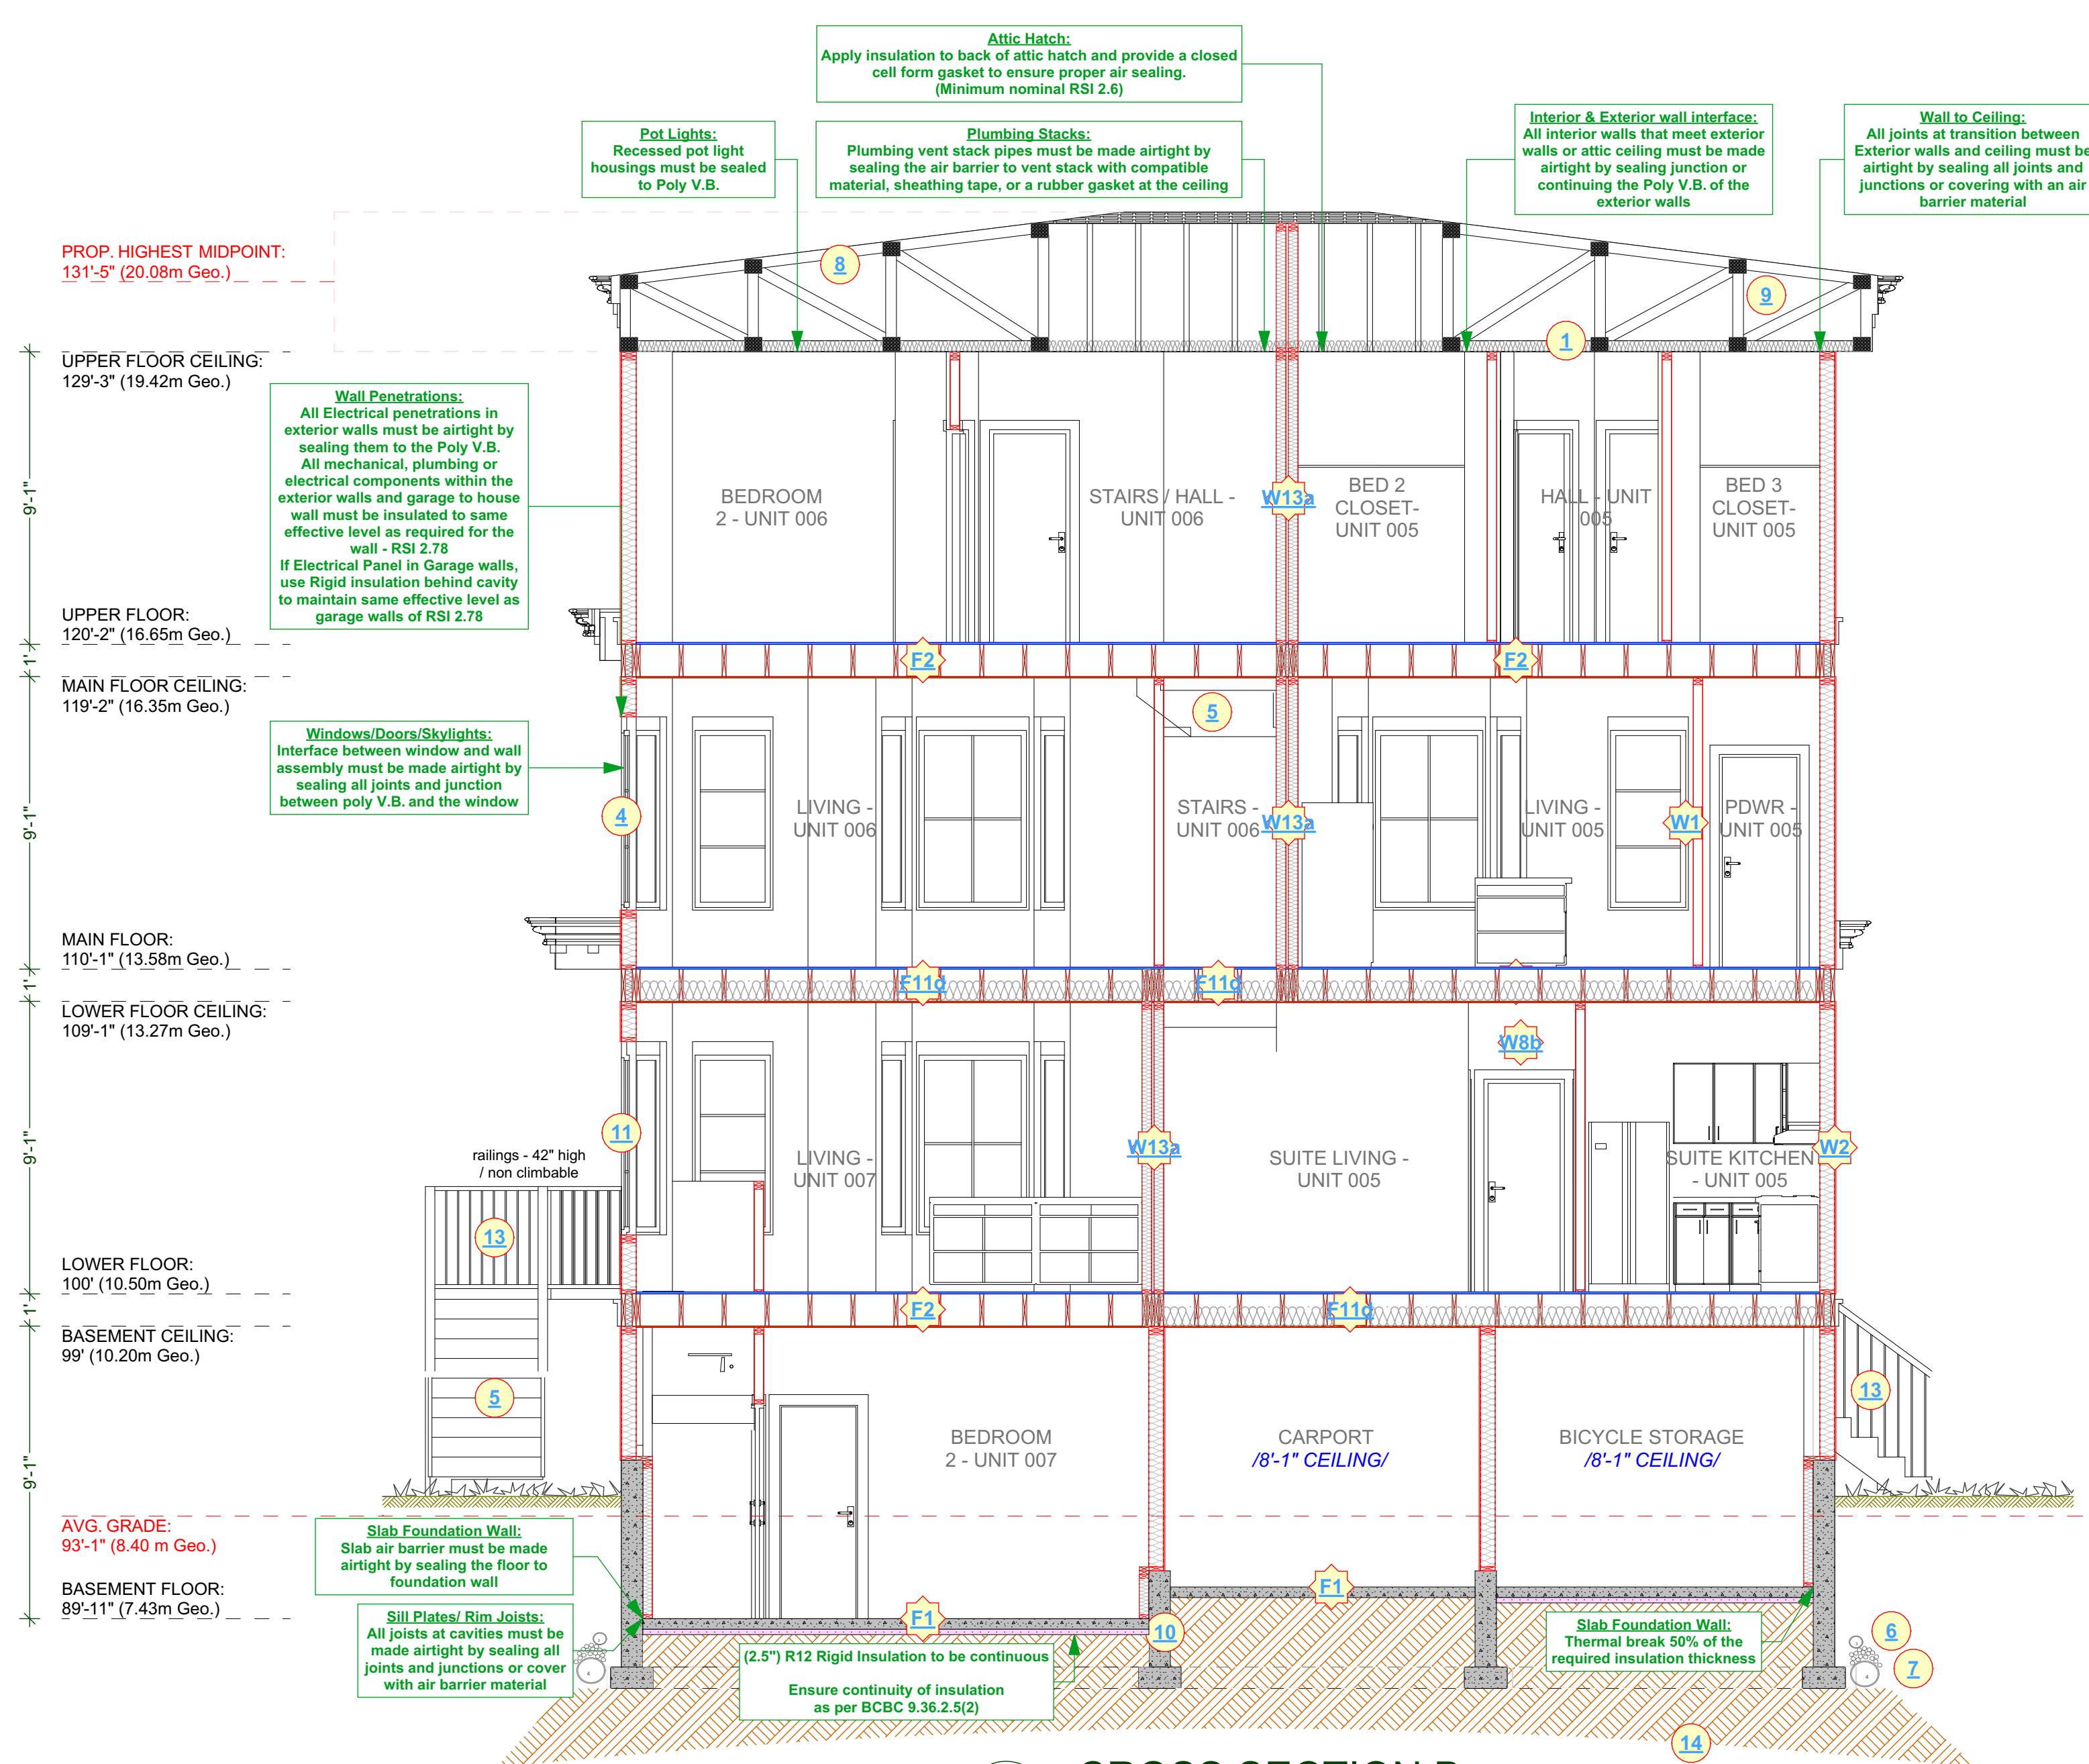 Attic Hatch:
Apply insulation to back of attic hatch and provide a closed
cell form gasket to ensure proper air sealing.
(Minimum nominal RSI 2.6)
Pot Lights:
Recessed pot light
housings must be sealed
to Poly V.B.
Plumbing Stacks:
Plumbing vent stack pipes must be made airtight by
sealing the air barrier to vent stack with compatible
material, sheathing tape, or a rubber gasket at the ceiling
Interior & Exterior wall interface:
All interior walls that meet exterior
walls or attic ceiling must be made
airtight by sealing junction or
continuing the Poly V.B. of the
exterior walls
Wall to Ceiling:
All joints at transition between
Exterior walls and ceiling must be
airtight by sealing all joints and
junctions or covering with an air
barrier material
PROP. HIGHEST MIDPOINT:
131'-5" (20.08m Geo.)
8
9
1
UPPER FLOOR CEILING:
129'-3" (19.42m Geo.)
Wall Penetrations:
All Electrical penetrations in
exterior walls must be airtight by
sealing them to the Poly V.B.
All mechanical, plumbing or
electrical components within the
exterior walls and garage to house
wall must be insulated to same
effective level as required for the
wall - RSI 2.78
If Electrical Panel in Garage walls,
use Rigid insulation behind cavity
to maintain same effective level as
garage walls of RSI 2.78
9'-1"
BEDROOM
2 - UNIT 006
STAIRS / HALL -
UNIT 006
W13a
BED 2
CLOSET-
UNIT 005
HALL - UNIT
005
BED 3
CLOSET-
UNIT 005
UPPER FLOOR:
120'-2" (16.65m Geo.)
1'
F2
F2
MAIN FLOOR CEILING:
119'-2" (16.35m Geo.)
5
Windows/Doors/Skylights:
Interface between window and wall
assembly must be made airtight by
sealing all joints and junction
between poly V.B. and the window
9'-1"
4
LIVING -
UNIT 006
STAIRS -
UNIT 006
W13a
LIVING -
UNIT 005
W1
PDWR -
UNIT 005
MAIN FLOOR:
110'-1" (13.58m Geo.)
1'
F11d
F11d
LOWER FLOOR CEILING:
109'-1" (13.27m Geo.)
W8b
9'-1"
11
railings - 42" high
/ non climbable
LIVING -
UNIT 007
W13a
SUITE LIVING -
UNIT 005
SUITE KITCHEN
- UNIT 005
W2
13
LOWER FLOOR:
100' (10.50m Geo.)
1'
F2
F11d
BASEMENT CEILING:
99' (10.20m Geo.)
5
13
9'-1"
BEDROOM
2 - UNIT 007
CARPORT
/8'-1" CEILING/
BICYCLE STORAGE
/8'-1" CEILING/
AVG. GRADE:
93'-1" (8.40 m Geo.)
Slab Foundation Wall:
Slab air barrier must be made
airtight by sealing the floor to
foundation wall
BASEMENT FLOOR:
89'-11" (7.43m Geo.)
F1
F1
Sill Plates/ Rim Joists:
All joists at cavities must be
made airtight by sealing all
joints and junctions or cover
with air barrier material
10
(2.5") R12 Rigid Insulation to be continuous
Ensure continuity of insulation
as per BCBC 9.36.2.5(2)
Slab Foundation Wall:
Thermal break 50% of the
required insulation thickness
6
7
14
CROSS SECTION B